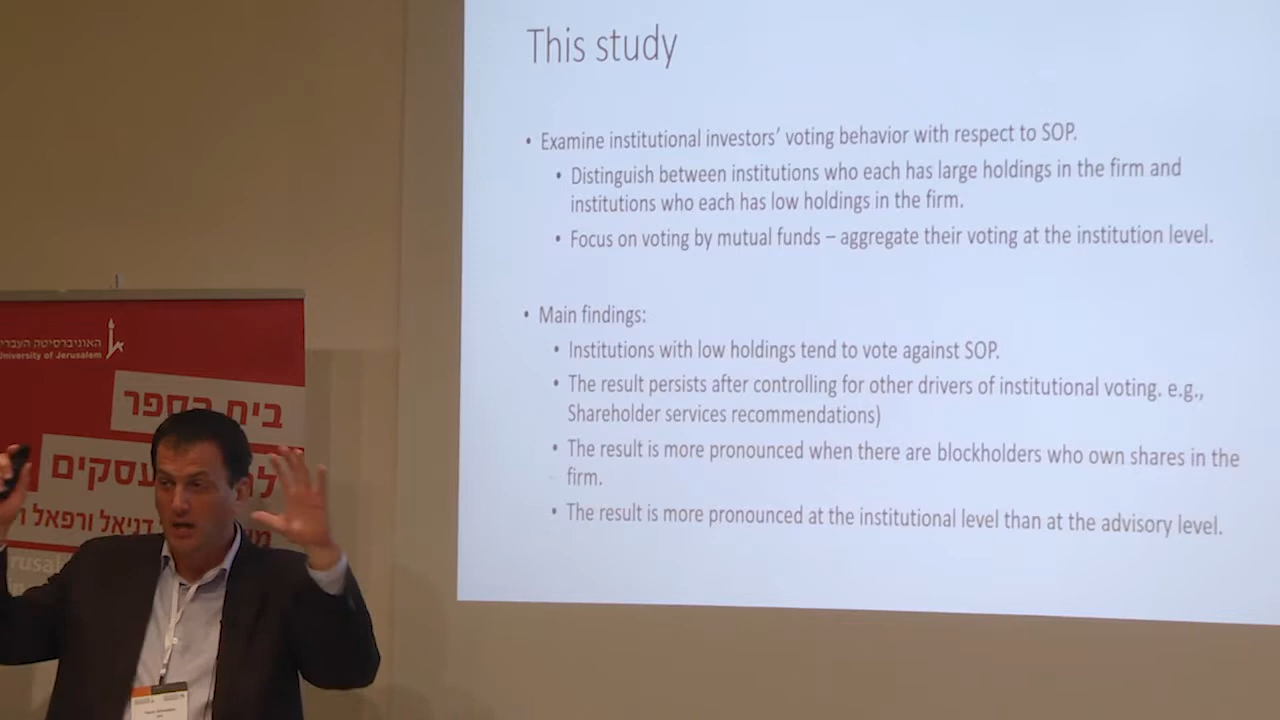 This study
• Examine institutional investors’ voting behavior with respect to SOP.
• Distinguish between institutions who each has large holdings in the firm and
institutions who each has low holdings in the firm.
• Focus on voting by mutual funds – aggregate their voting at the institution level.
• Main findings:
• Institutions with low holdings tend to vote against SOP.
• The result persists after controlling for other drivers of institutional voting. e.g.,
Shareholder services recommendations)
• The result is more pronounced when there are blockholders who own shares in the
firm.
• The result is more pronounced at the institutional level than at the advisory level.
University of Jerusalem
בית
עסקים
דניאל ורפאל